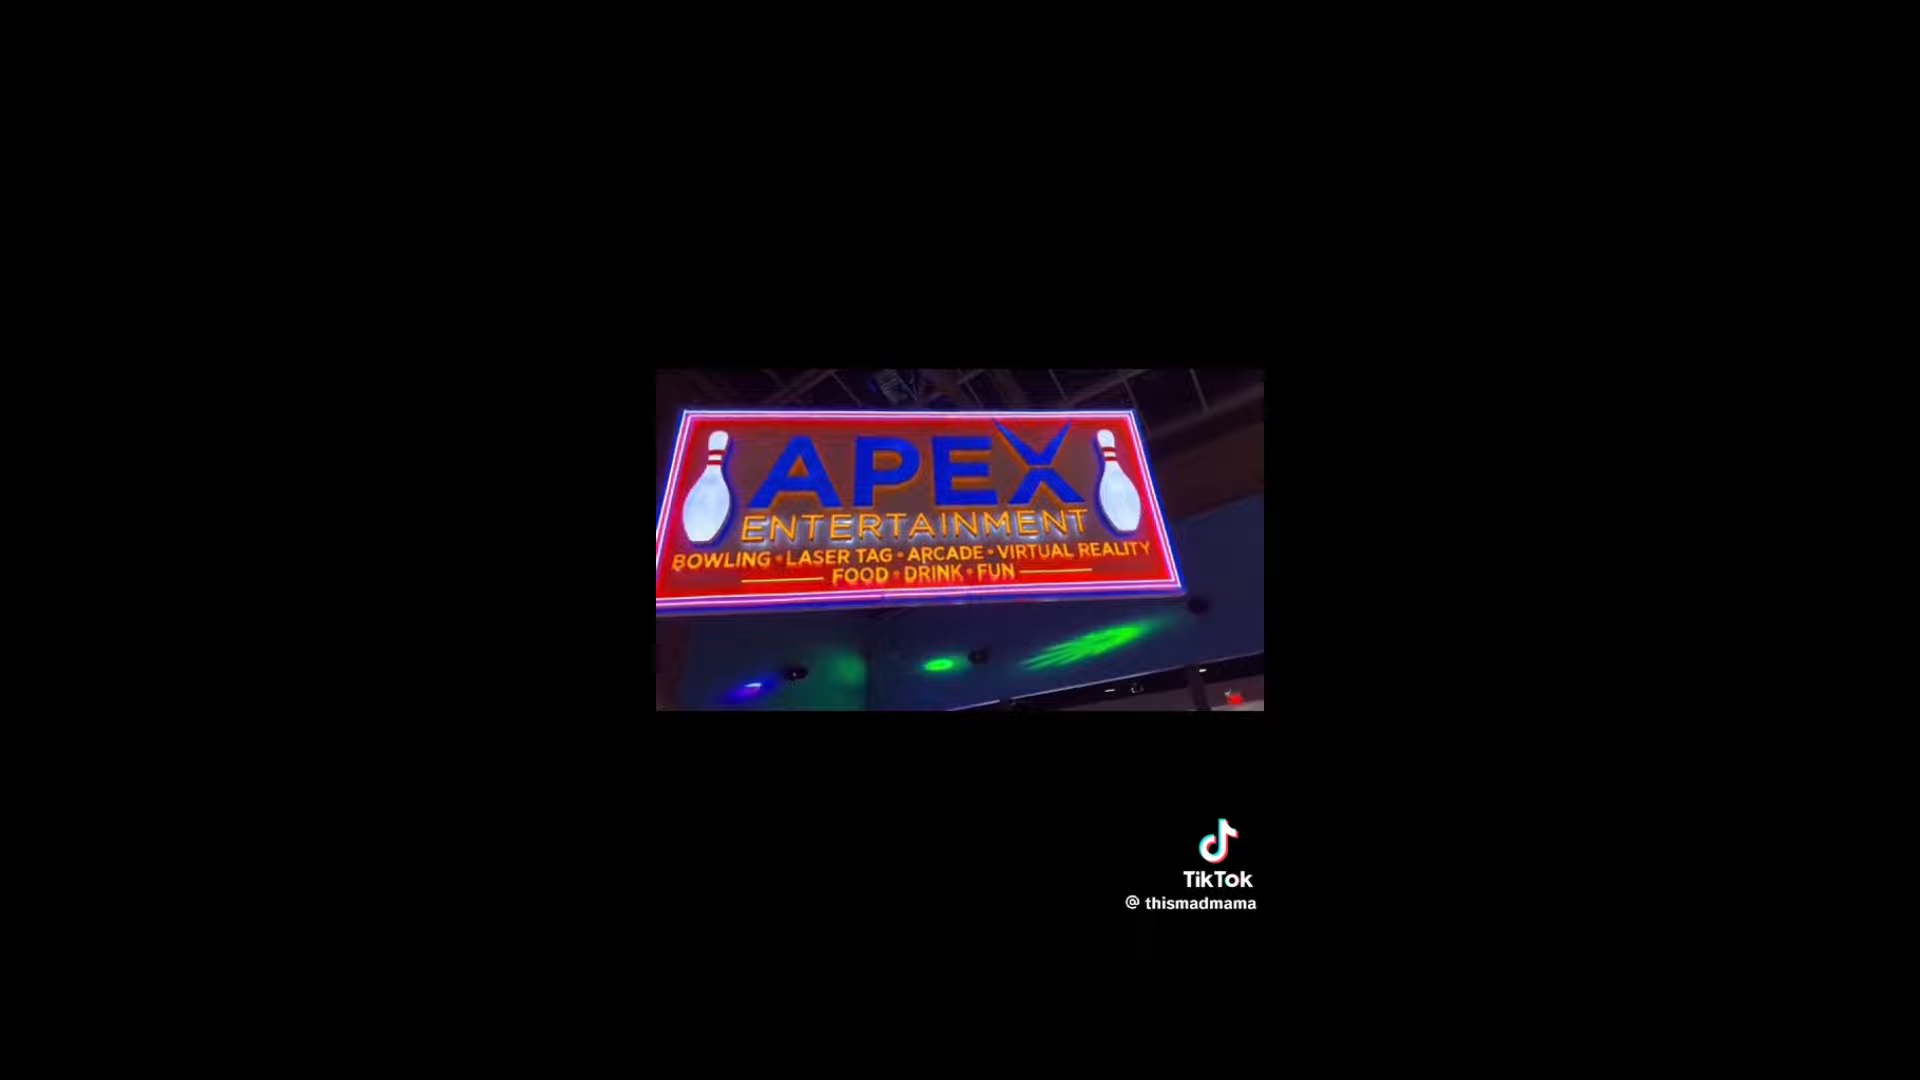 APEX
ENTERTAINMENT
BOWLING • LASER TAG • ARCADE • VIRTUAL REALITY
FOOD • DRINK • FUN
TikTok
@ thismadmama